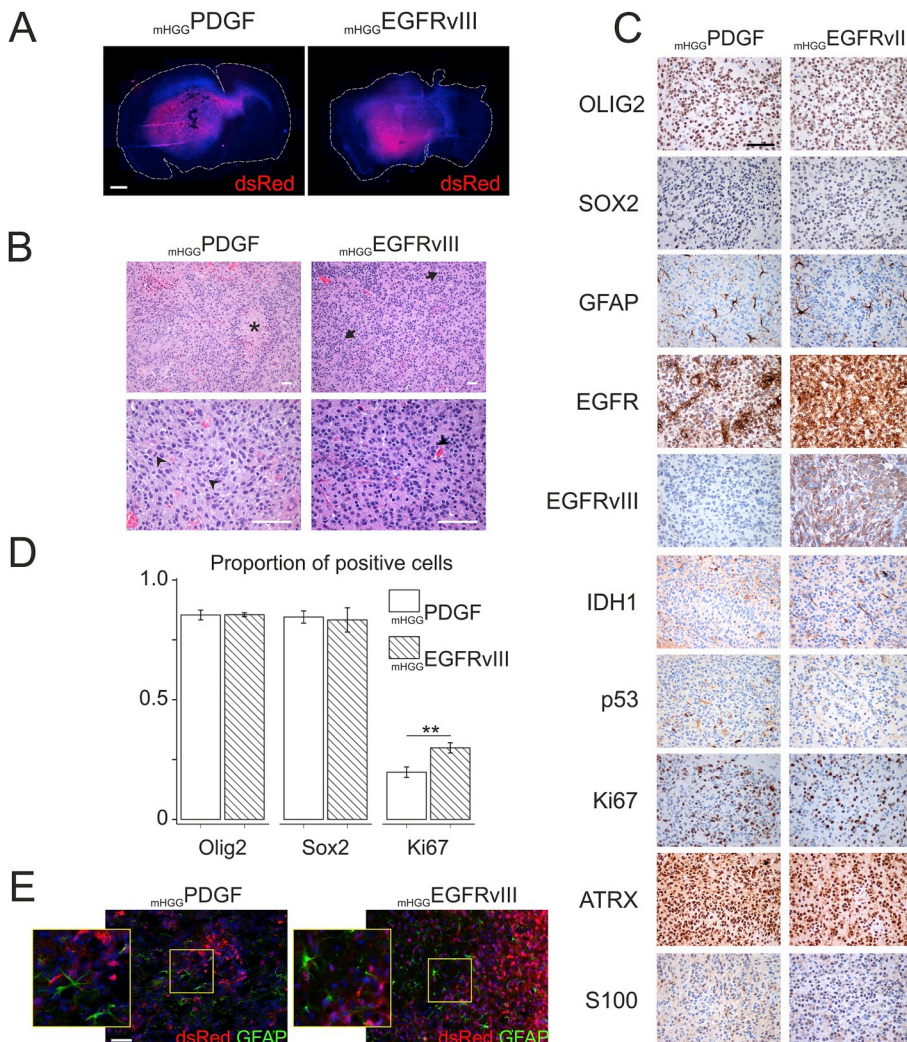 A
mHGGPDGF
mHGGEGFRvIII
dsRed
dsRed
B
mHGGPDGF
mHGGEGFRvIII
*
C
mHGGPDGF
mHGGEGFRvII
OLIG2
SOX2
GFAP
EGFR
EGFRvIII
IDH1
p53
Ki67
ATRX
S100
D
Proportion of positive cells
1.0
0.5
0
mHGGPDGF
mHGGEGFRvIII
**
Olig2
Sox2
Ki67
E
mHGGPDGF
mHGGEGFRvIII
dsRed GFAP
dsRed GFAP